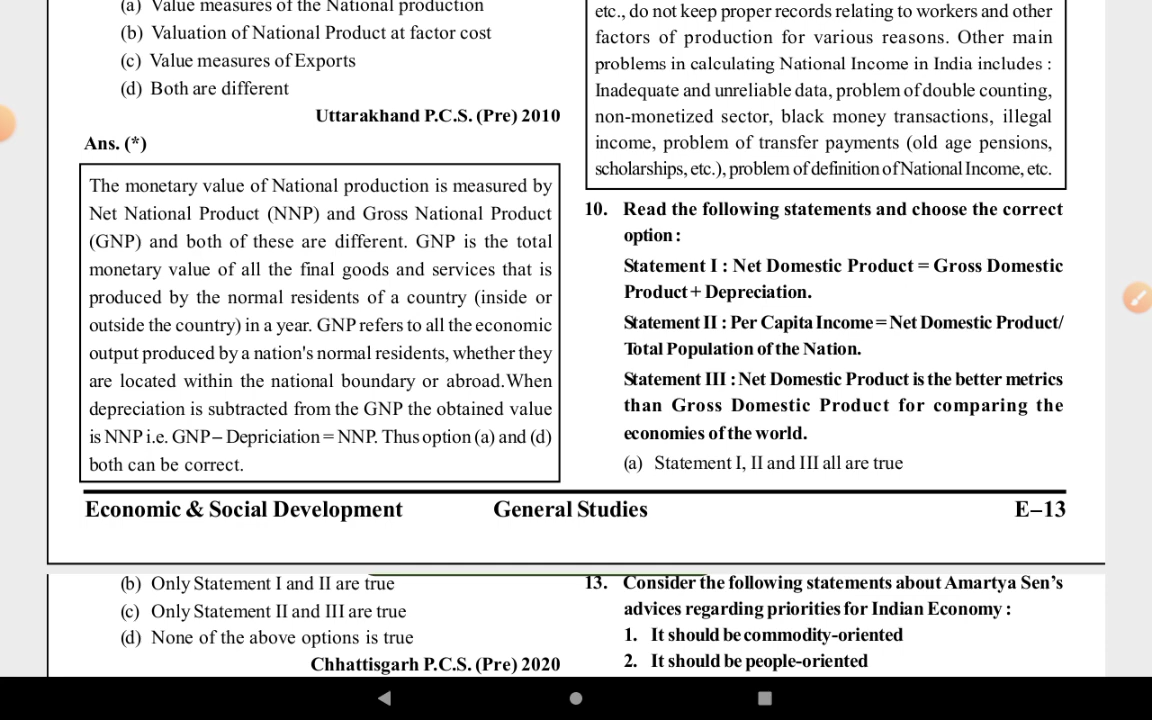 (a) Value measures of the National production
(b) Valuation of National Product at factor cost
(c) Value measures of Exports
(d) Both are different
Uttarakhand P.C.S. (Pre) 2010
Ans. (*)
The monetary value of National production is measured by
Net National Product (NNP) and Gross National Product
(GNP) and both of these are different. GNP is the total
monetary value of all the final goods and services that is
produced by the normal residents of a country (inside or
outside the country) in a year. GNP refers to all the economic
output produced by a nation's normal residents, whether they
are located within the national boundary or abroad.When
depreciation is subtracted from the GNP the obtained value
is NNP i.e. GNP– Depriciation = NNP. Thus option (a) and (d)
both can be correct.
etc., do not keep proper records relating to workers and other
factors of production for various reasons. Other main
problems in calculating National Income in India includes :
Inadequate and unreliable data, problem of double counting,
non-monetized sector, black money transactions, illegal
income, problem of transfer payments (old age pensions,
scholarships, etc.), problem of definition of National Income, etc.
10. Read the following statements and choose the correct
option :
Statement I : Net Domestic Product = Gross Domestic
Product + Depreciation.
Statement II : Per Capita Income = Net Domestic Product/
Total Population of the Nation.
Statement III : Net Domestic Product is the better metrics
than Gross Domestic Product for comparing the
economies of the world.
(a) Statement I, II and III all are true
Economic & Social Development General Studies E–13
(b) Only Statement I and II are true
(c) Only Statement II and III are true
(d) None of the above options is true
Chhattisgarh P.C.S. (Pre) 2020
13. Consider the following statements about Amartya Sen's
advices regarding priorities for Indian Economy :
1. It should be commodity-oriented
2. It should be people-oriented